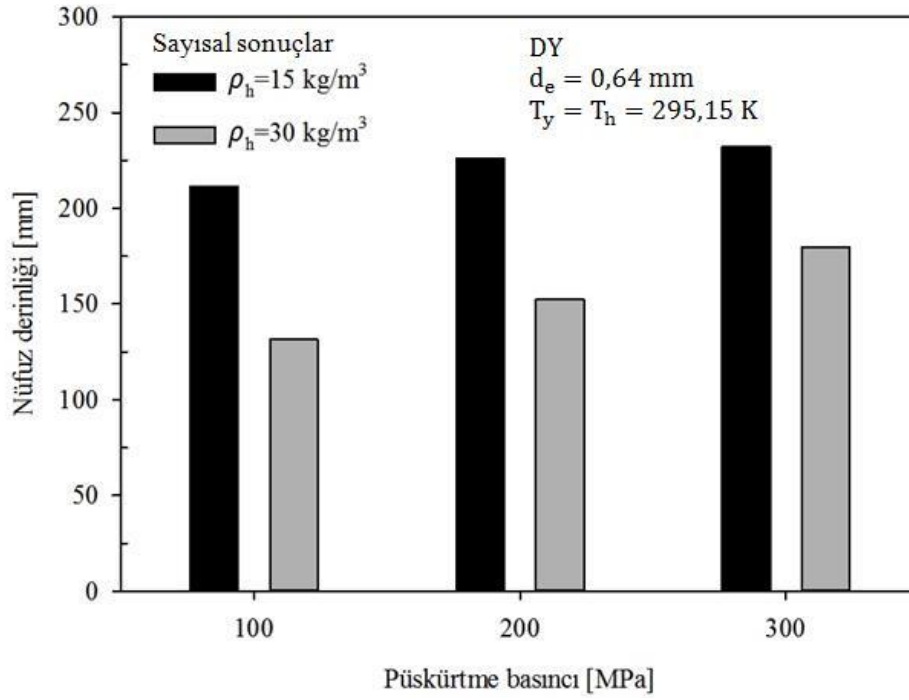 Sayısal sonuçlar
ρh=15 kg/m³
ρh=30 kg/m³
DY
de = 0,64 mm
Ty = Th = 295,15 K
300
250
200
150
100
50
0
Nüfuz derinliği [mm]
100 200 300
Püskürtme basıncı [MPa]